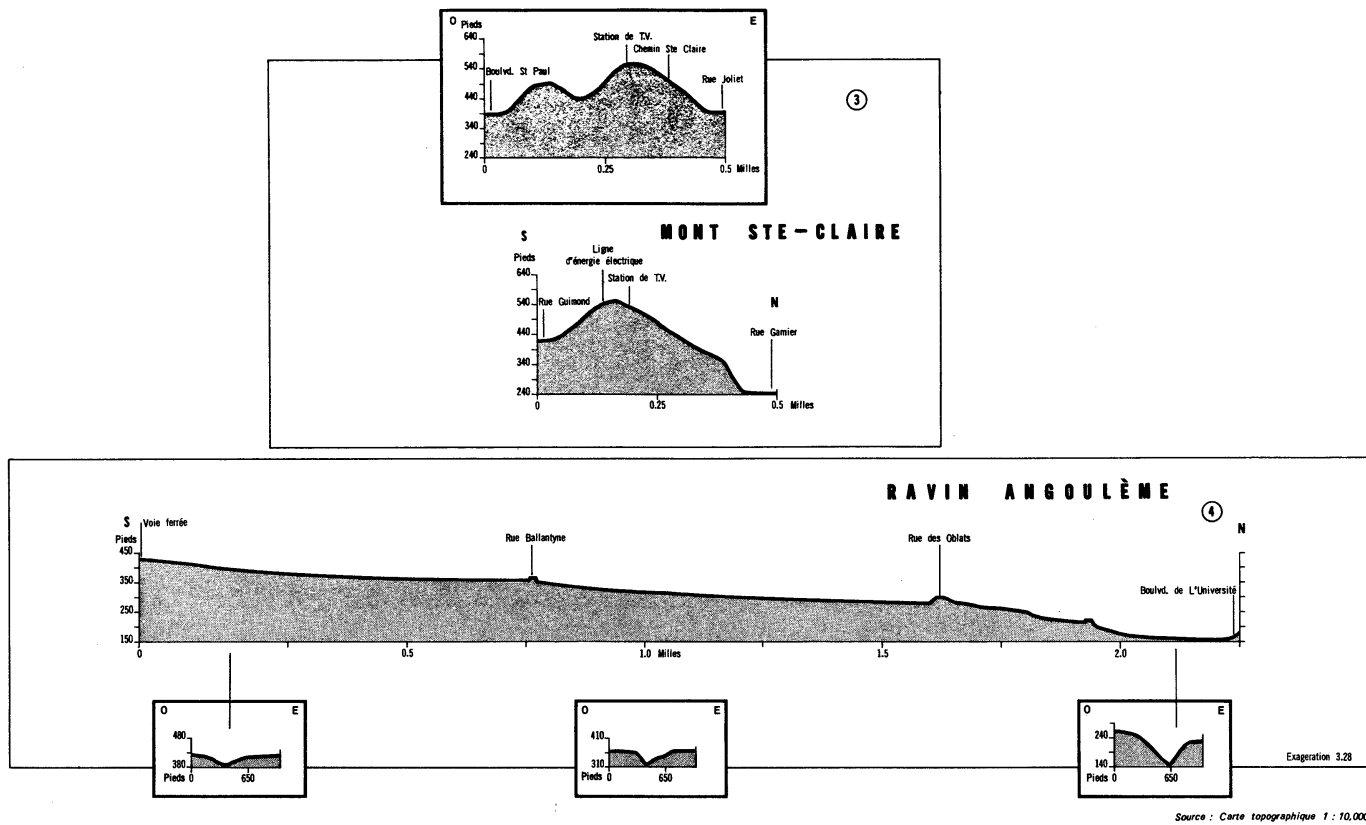 O E
Pieds
640
540
440
340
240
Boulvd. St Paul
Station de T.V.
Chemin Ste Claire
Rue Joliet
0 0.25 0.5 Milles
3
MONT STE-CLAIRE
S
Pieds
640
540
440
340
240
Rue Guimond
Ligne
d'énergie électrique
Station de T.V.
N
Rue Garnier
0 0.25 0.5 Milles
RAVIN ANGOULÈME
4
S Voie ferrée
Pieds
450
350
250
150
Rue Ballantyne
Rue des Oblats
N
Boulvd. de L'Université
0 0.5 1.0 Milles 1.5 2.0
O E
480
380
Pieds 0 650
O E
410
310
Pieds 0 650
O E
240
140
Pieds 0 650
Exageration 3.28
Source : Carte topographique 1 : 10,000